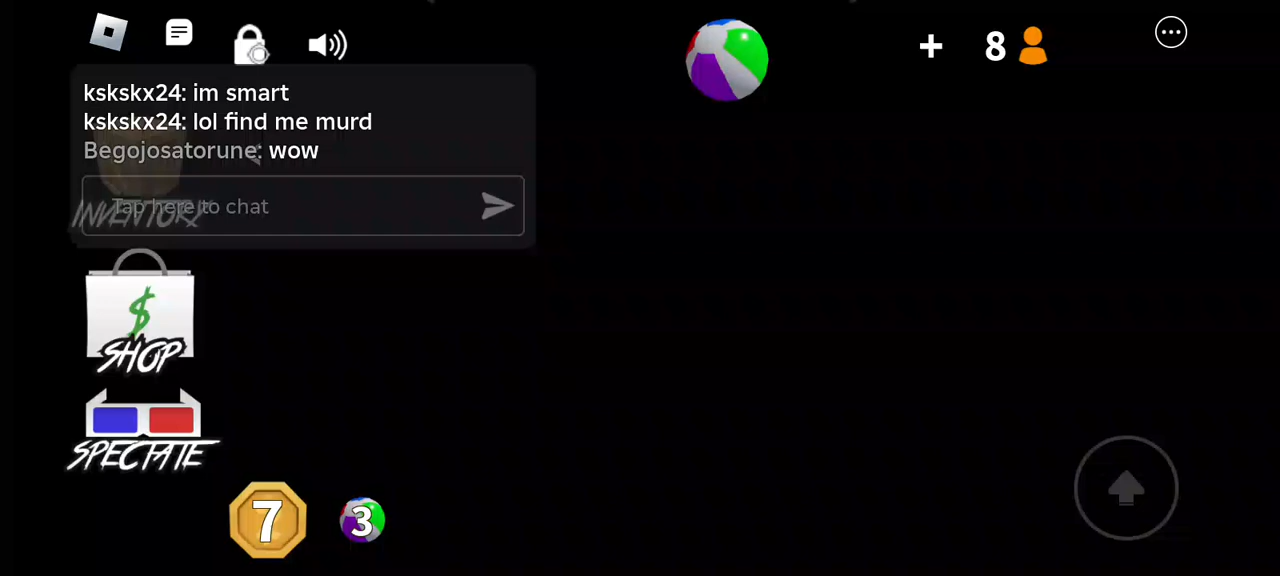 + 8
kskskx24: im smart
kskskx24: lol find me murd
Begojosatorune: wow
Tap here to chat
INVENTORY
$
SHOP
SPECTATE
7
3